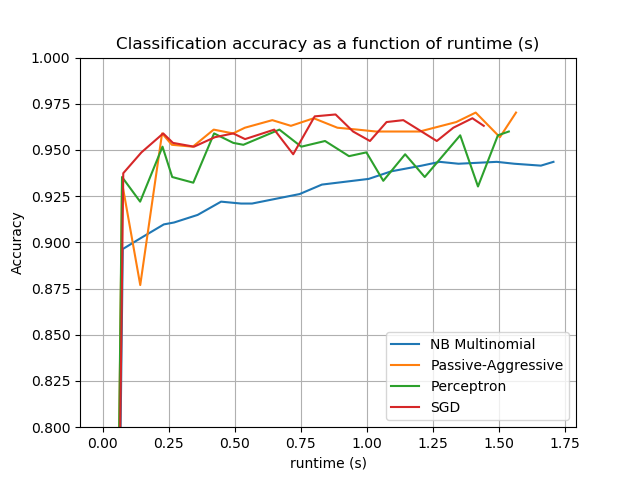 Classification accuracy as a function of runtime (s)
1.000
0.975
0.950
0.925
0.900
0.875
0.850
0.825
0.800
Accuracy
0.00 0.25 0.50 0.75 1.00 1.25 1.50 1.75
runtime (s)
NB Multinomial
Passive-Aggressive
Perceptron
SGD